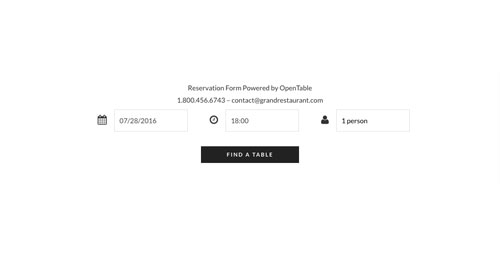 Reservation Form Powered by OpenTable
1.800.456.6743 – contact@grandrestaurant.com
07/28/2016 18:00 1 person
FIND A TABLE